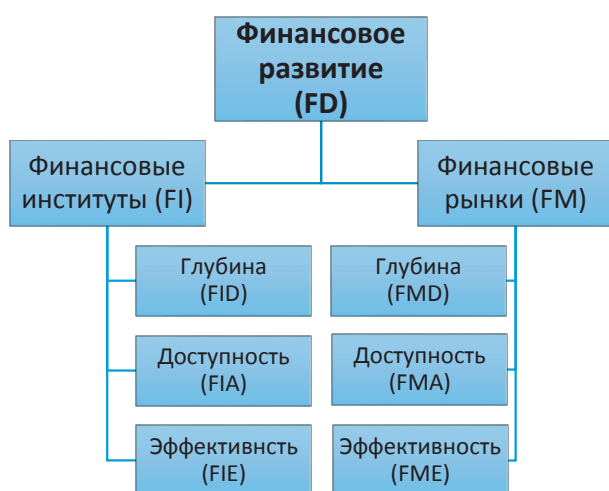 Финансовое
развитие
(FD)
Финансовые
институты (FI)
Финансовые
рынки (FM)
Глубина
(FID)
Глубина
(FMD)
Доступность
(FIA)
Доступность
(FMA)
Эффективнсть
(FIE)
Эффективность
(FME)